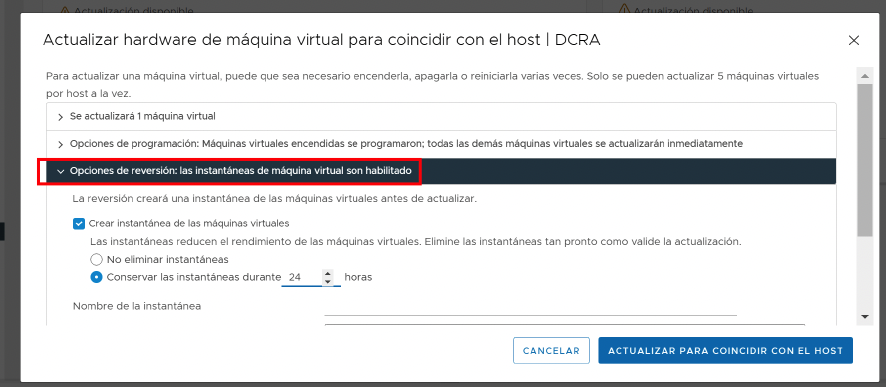 Actualización disponible
Actualización disponible
Actualizar hardware de máquina virtual para coincidir con el host | DCRA
Para actualizar una máquina virtual, puede que sea necesario encenderla, apagarla o reiniciarla varias veces. Solo se pueden actualizar 5 máquinas virtuales
por host a la vez.
Se actualizará 1 máquina virtual
Opciones de programación: Máquinas virtuales encendidas se programaron; todas las demás máquinas virtuales se actualizarán inmediatamente
Opciones de reversión: las instantáneas de máquina virtual son habilitado
La reversión creará una instantánea de las máquinas virtuales antes de actualizar.
Crear instantánea de las máquinas virtuales
Las instantáneas reducen el rendimiento de las máquinas virtuales. Elimine las instantáneas tan pronto como valide la actualización.
No eliminar instantáneas
Conservar las instantáneas durante 24 horas
Nombre de la instantánea
CANCELAR
ACTUALIZAR PARA COINCIDIR CON EL HOST